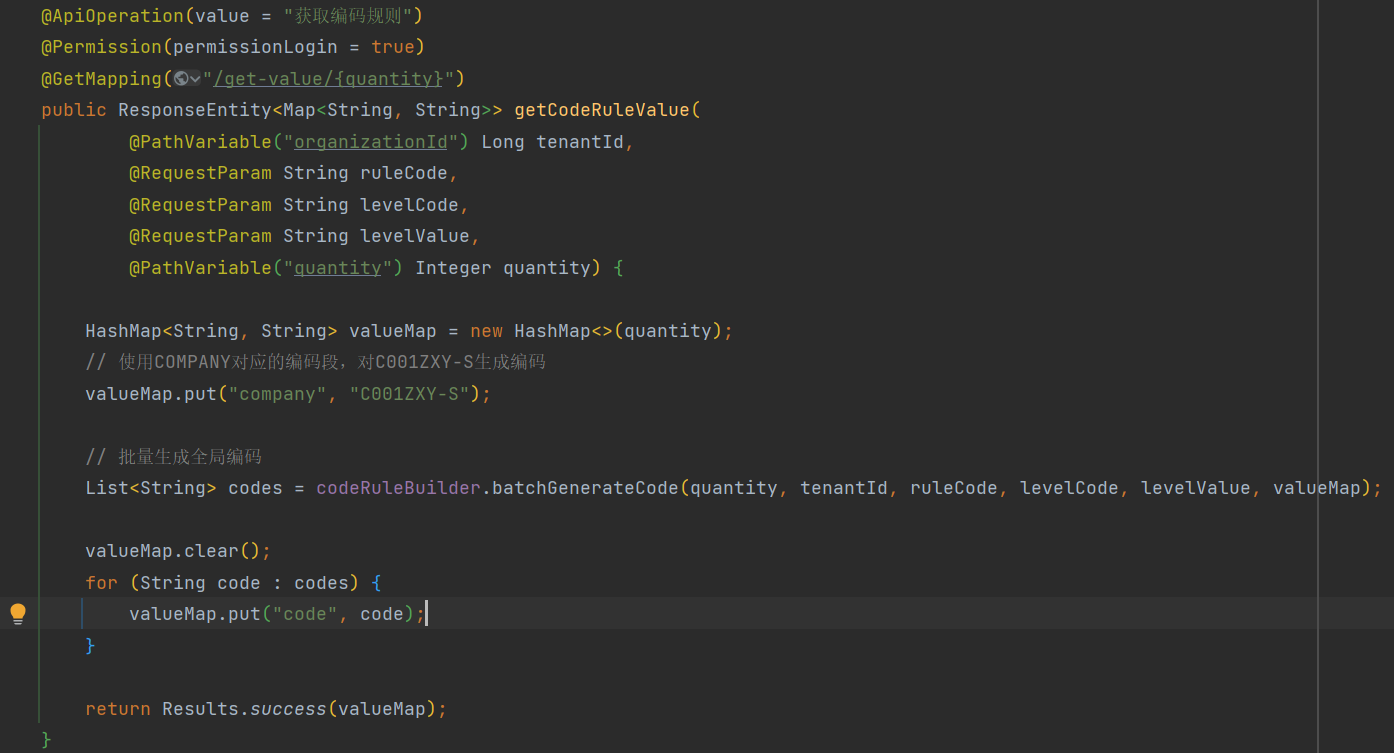 @ApiOperation(value = "获取编码规则")
@Permission(permissionLogin = true)
@GetMapping("/get-value/{quantity}")
public ResponseEntity<Map<String, String>> getCodeRuleValue(
@PathVariable("organizationId") Long tenantId,
@RequestParam String ruleCode,
@RequestParam String levelCode,
@RequestParam String levelValue,
@PathVariable("quantity") Integer quantity) {
HashMap<String, String> valueMap = new HashMap<>(quantity);
// 使用COMPANY对应的编码段，对C001ZXY-S生成编码
valueMap.put("company", "C001ZXY-S");
// 批量生成全局编码
List<String> codes = codeRuleBuilder.batchGenerateCode(quantity, tenantId, ruleCode, levelCode, levelValue, valueMap);
valueMap.clear();
for (String code : codes) {
valueMap.put("code", code);
}
return Results.success(valueMap);
}